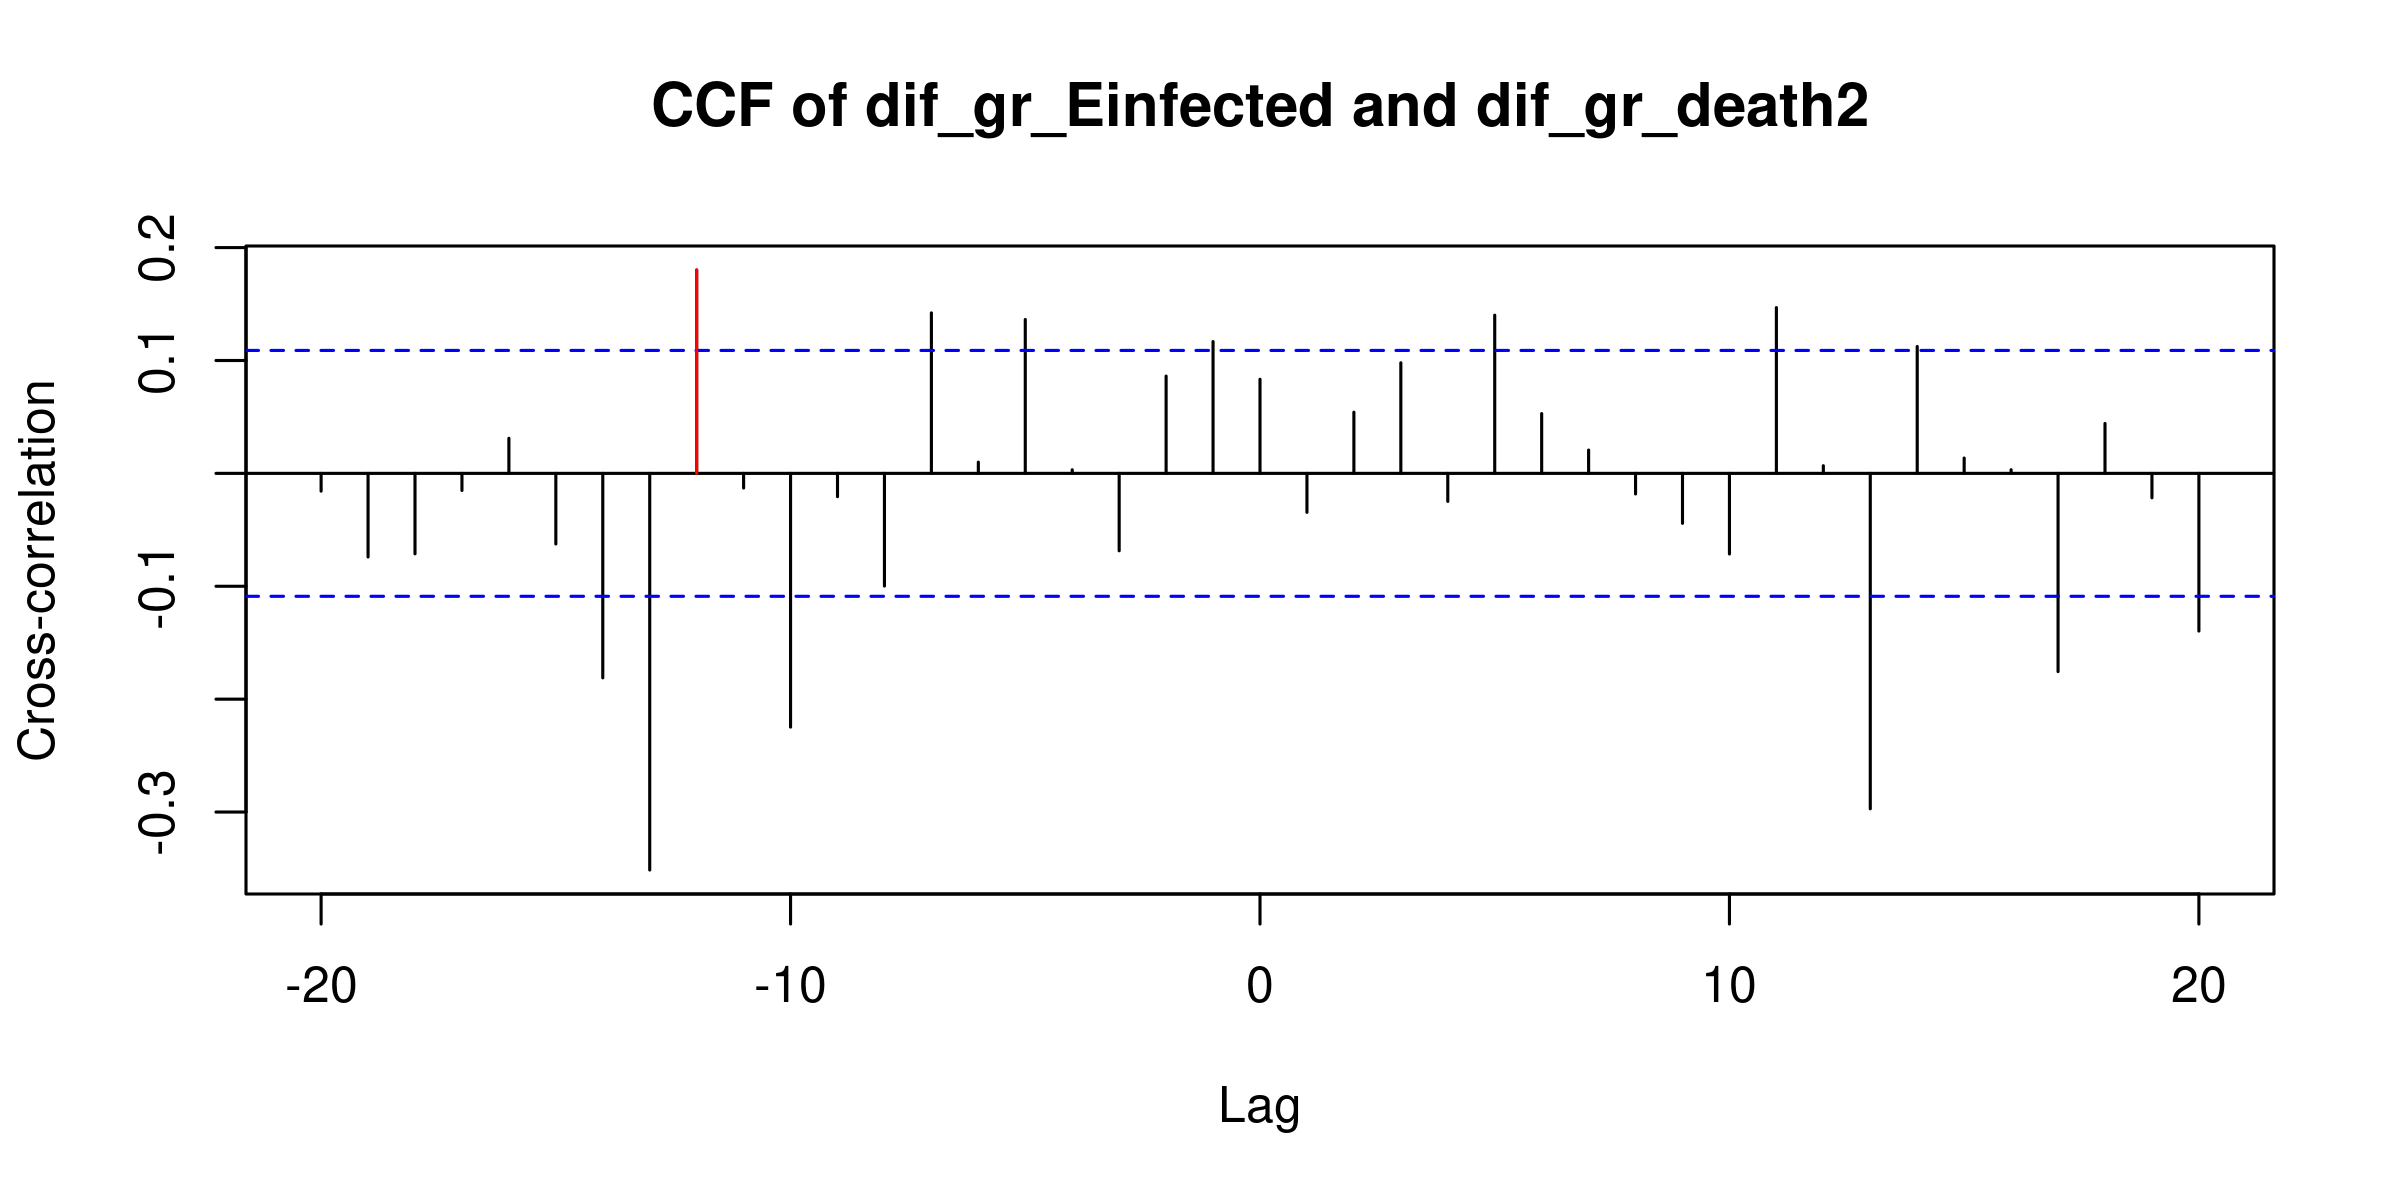 CCF of dif_gr_Einfected and dif_gr_death2
Cross-correlation
0.2
0.1
-0.1
-0.3
-20 -10 0 10 20
Lag